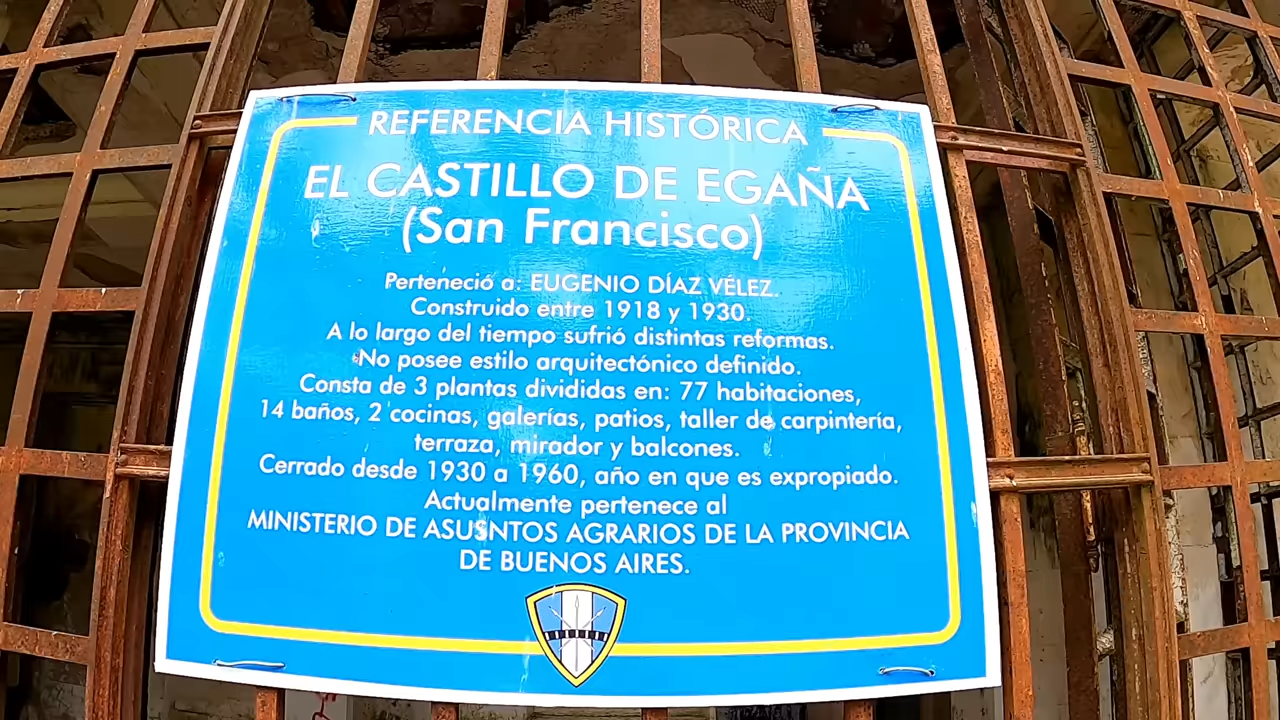 REFERENCIA HISTÓRICA
EL CASTILLO DE EGAÑA
(San Francisco)
Perteneció a: EUGENIO DÍAZ VÉLEZ.
Construido entre 1918 y 1930.
A lo largo del tiempo sufrió distintas reformas.
No posee estilo arquitectónico definido.
Consta de 3 plantas divididas en: 77 habitaciones,
14 baños, 2 cocinas, galerías, patios, taller de carpintería,
terraza, mirador y balcones.
Cerrado desde 1930 a 1960, año en que es expropiado.
Actualmente pertenece al
MINISTERIO DE ASUSNTOS AGRARIOS DE LA PROVINCIA
DE BUENOS AIRES.